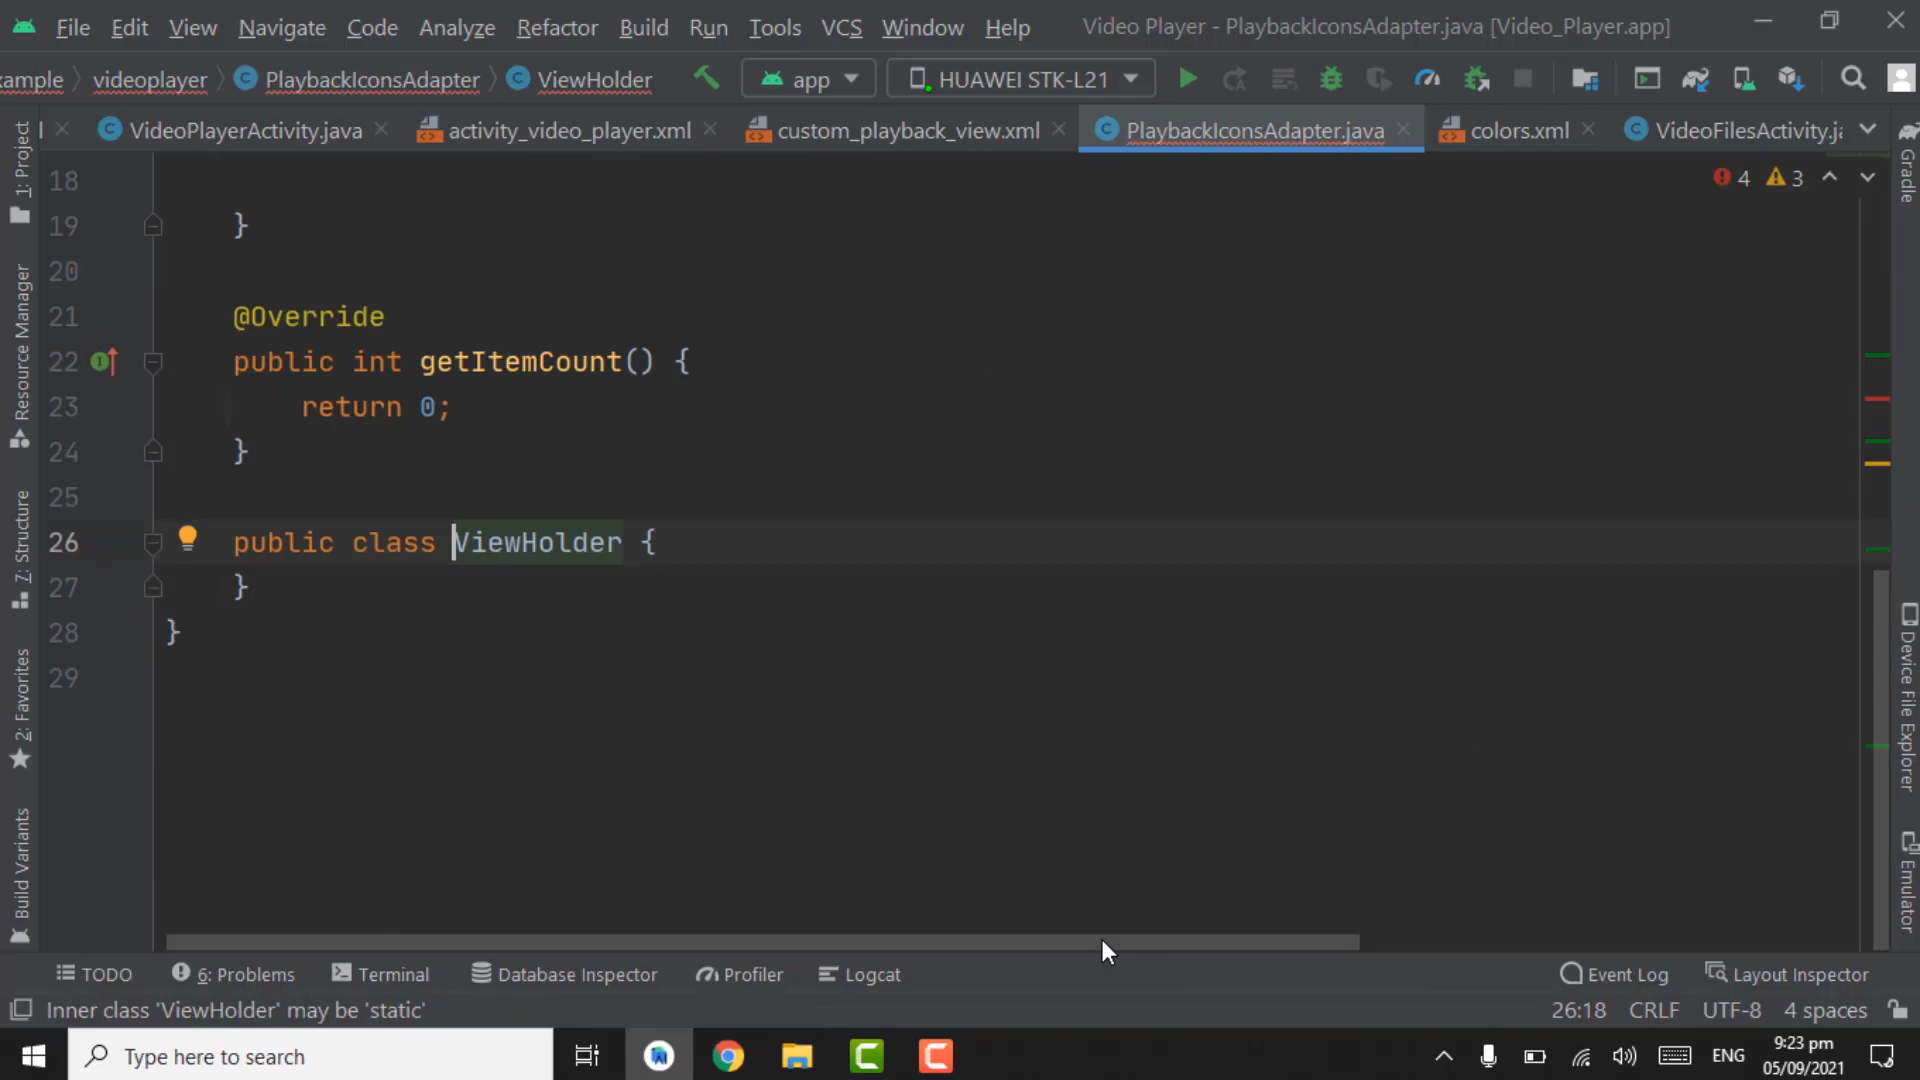 File Edit View Navigate Code Analyze Refactor Build Run Tools VCS Window Help Video Player - PlaybackIconsAdapter.java [Video_Player.app]
xample videoplayer PlaybackIconsAdapter ViewHolder app HUAWEI STK-L21
VideoPlayerActivity.java activity_video_player.xml custom_playback_view.xml PlaybackIconsAdapter.java colors.xml VideoFilesActivity.ja
1: Project
Resource Manager
7: Structure
2: Favorites
Build Variants
4 3
18
19 }
20
21 @Override
22 public int getItemCount() {
23 return 0;
24 }
25
26 public class ViewHolder {
27 }
28 }
29
Gradle
Device File Explorer
Emulator
TODO 6: Problems Terminal Database Inspector Profiler Logcat Event Log Layout Inspector
Inner class 'ViewHolder' may be 'static' 26:18 CRLF UTF-8 4 spaces
Type here to search ENG 9:23 pm
05/09/2021